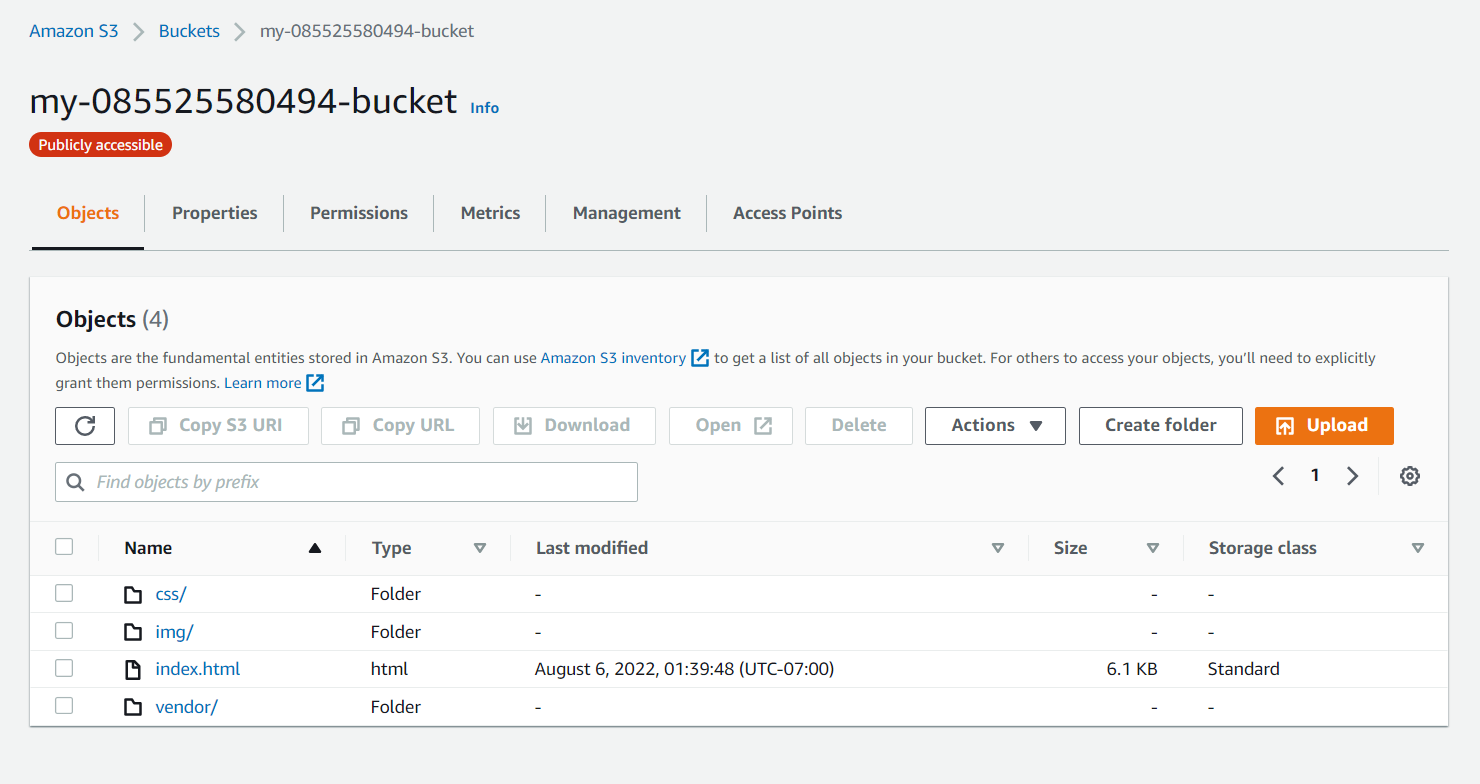 Amazon S3 > Buckets > my-085525580494-bucket
my-085525580494-bucket Info
Publicly accessible
Objects Properties Permissions Metrics Management Access Points
Objects (4)
Objects are the fundamental entities stored in Amazon S3. You can use Amazon S3 inventory to get a list of all objects in your bucket. For others to access your objects, you’ll need to explicitly
grant them permissions. Learn more
Copy S3 URI Copy URL Download Open Delete Actions Create folder Upload
Find objects by prefix 1
Name Type Last modified Size Storage class
css/ Folder - - -
img/ Folder - - -
index.html html August 6, 2022, 01:39:48 (UTC-07:00) 6.1 KB Standard
vendor/ Folder - - -